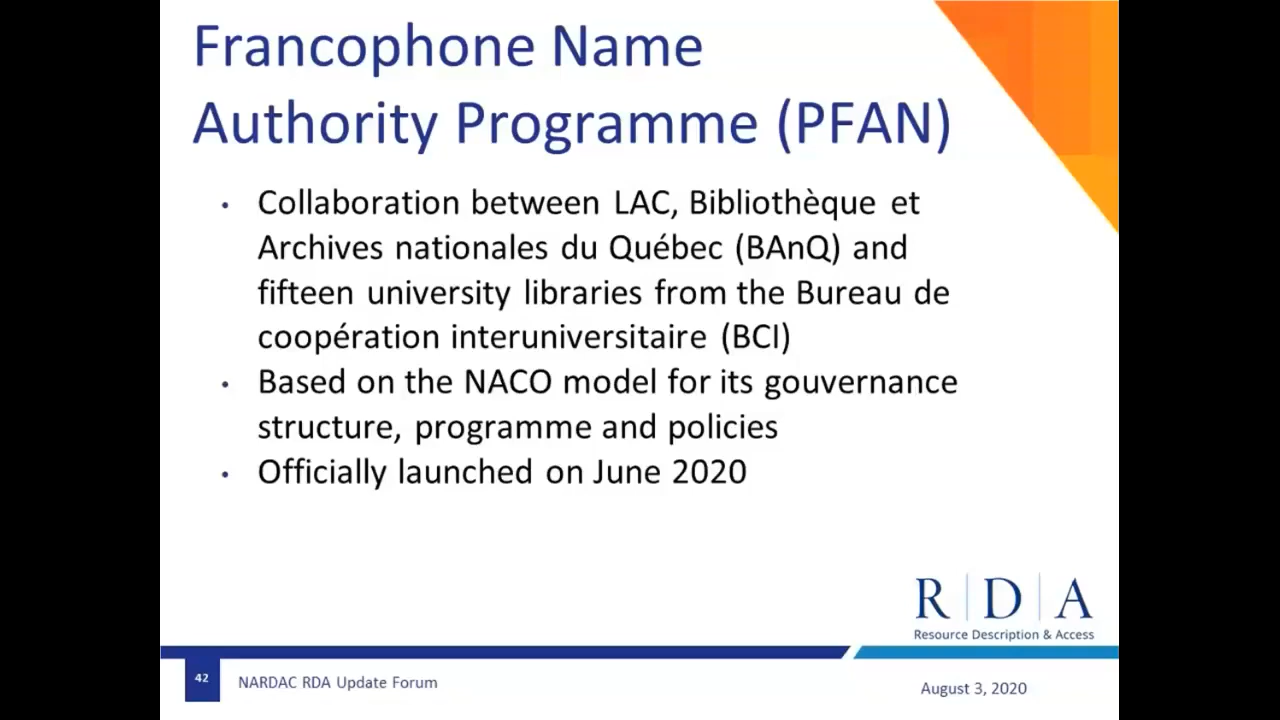 Francophone Name
Authority Programme (PFAN)
• Collaboration between LAC, Bibliothèque et
Archives nationales du Québec (BAnQ) and
fifteen university libraries from the Bureau de
coopération interuniversitaire (BCI)
• Based on the NACO model for its gouvernance
structure, programme and policies
• Officially launched on June 2020
R|D|A
Resource Description & Access
42
NARDAC RDA Update Forum
August 3, 2020